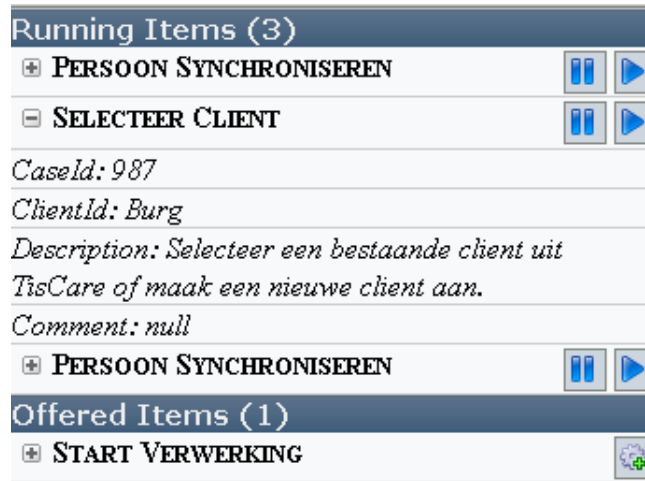 Running Items (3)
PERSOON SYNCHRONISEREN
SELECTEER CLIENT
CaseId: 987
ClientId: Burg
Description: Selecteer een bestaande client uit
TisCare of maak een nieuwe client aan.
Comment: null
PERSOON SYNCHRONISEREN
Offered Items (1)
START VERWERKING